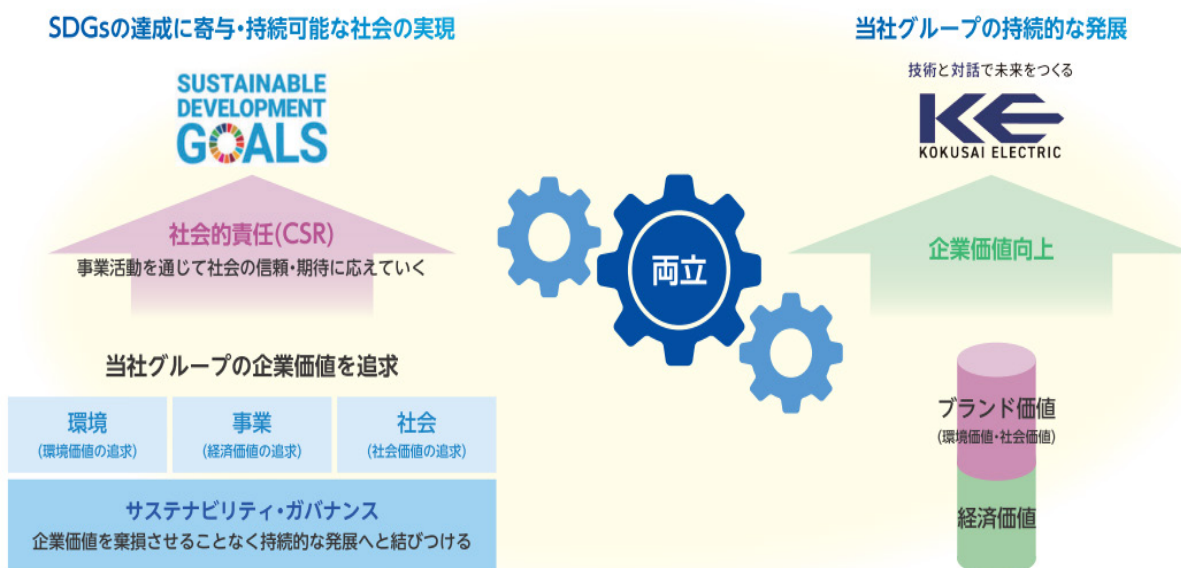 SDGsの達成に寄与・持続可能な社会の実現
SUSTAINABLE
DEVELOPMENT
GOALS
社会的責任(CSR)
事業活動を通じて社会の信頼・期待に応えていく
当社グループの企業価値を追求
環境
(環境価値の追求)
事業
(経済価値の追求)
社会
(社会価値の追求)
サステナビリティ・ガバナンス
企業価値を棄損させることなく持続的な発展へと結びつける
両立
当社グループの持続的な発展
技術と対話で未来をつくる
KE
KOKUSAI ELECTRIC
企業価値向上
ブランド価値
(環境価値・社会価値)
経済価値